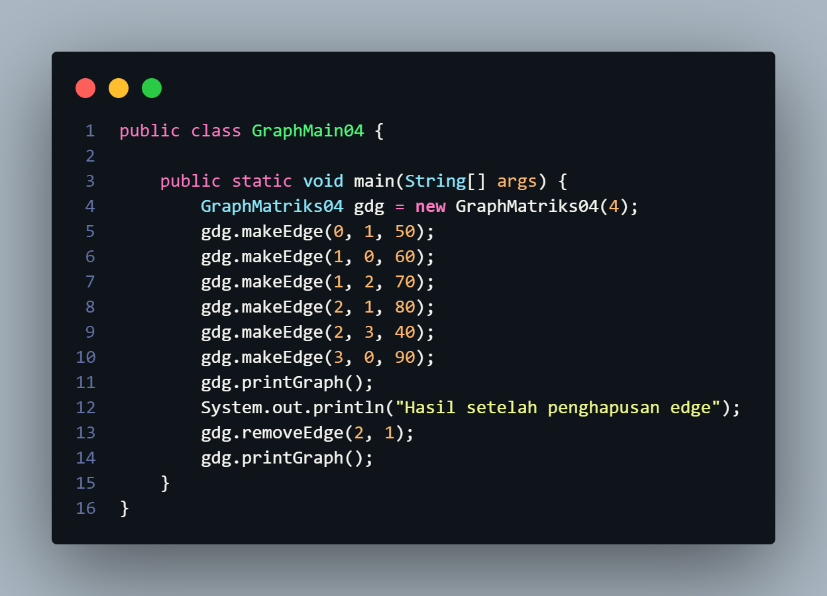 1 public class GraphMain04 {
2
3     public static void main(String[] args) {
4         GraphMatriks04 gdg = new GraphMatriks04(4);
5         gdg.makeEdge(0, 1, 50);
6         gdg.makeEdge(1, 0, 60);
7         gdg.makeEdge(1, 2, 70);
8         gdg.makeEdge(2, 1, 80);
9         gdg.makeEdge(2, 3, 40);
10         gdg.makeEdge(3, 0, 90);
11         gdg.printGraph();
12         System.out.println("Hasil setelah penghapusan edge");
13         gdg.removeEdge(2, 1);
14         gdg.printGraph();
15     }
16 }